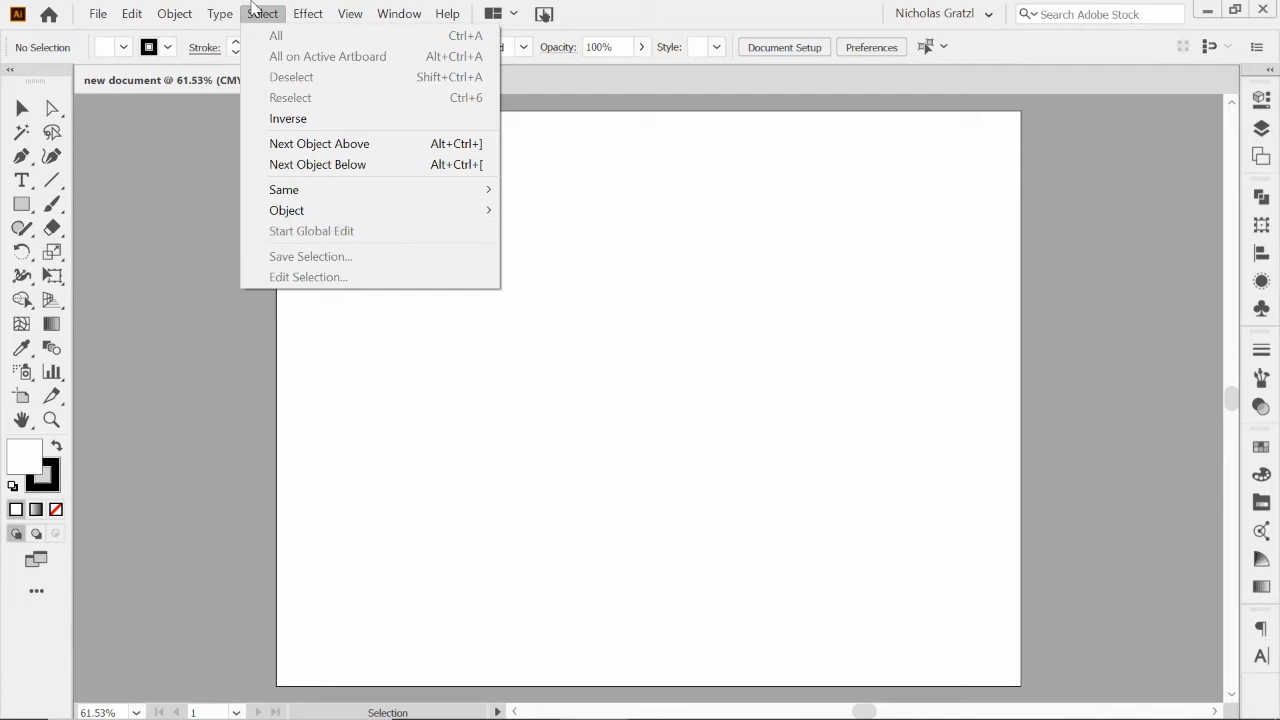 Ai File Edit Object Type Select Effect View Window Help Nicholas Gratzl Search Adobe Stock
No Selection Stroke: Opacity: 100% Style: Document Setup Preferences
new document @ 61.53% (CMY
All Ctrl+A
All on Active Artboard Alt+Ctrl+A
Deselect Shift+Ctrl+A
Reselect Ctrl+6
Inverse
Next Object Above Alt+Ctrl+]
Next Object Below Alt+Ctrl+[
Same
Object
Start Global Edit
Save Selection...
Edit Selection...
61.53% 1 Selection